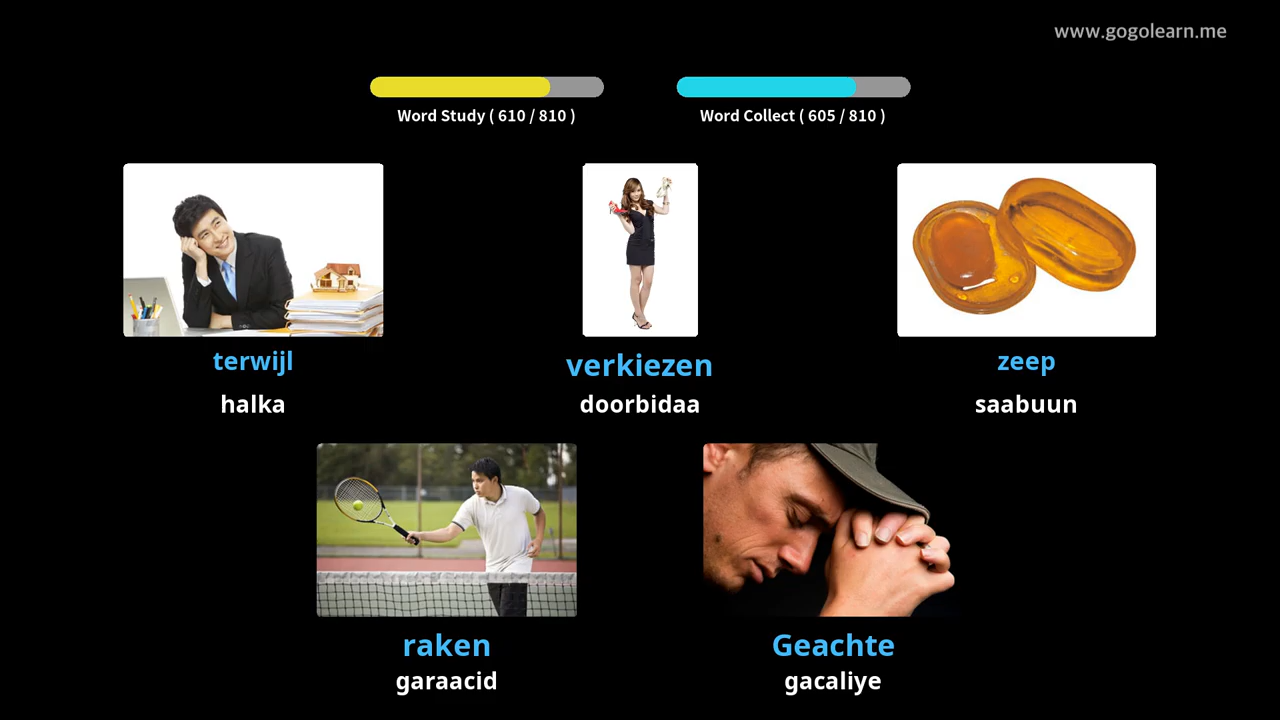 www.gogolearn.me
Word Study ( 610 / 810 )
Word Collect ( 605 / 810 )
terwijl
verkiezen
zeep
halka
doorbidaa
saabuun
raken
Geachte
garaacid
gacaliye